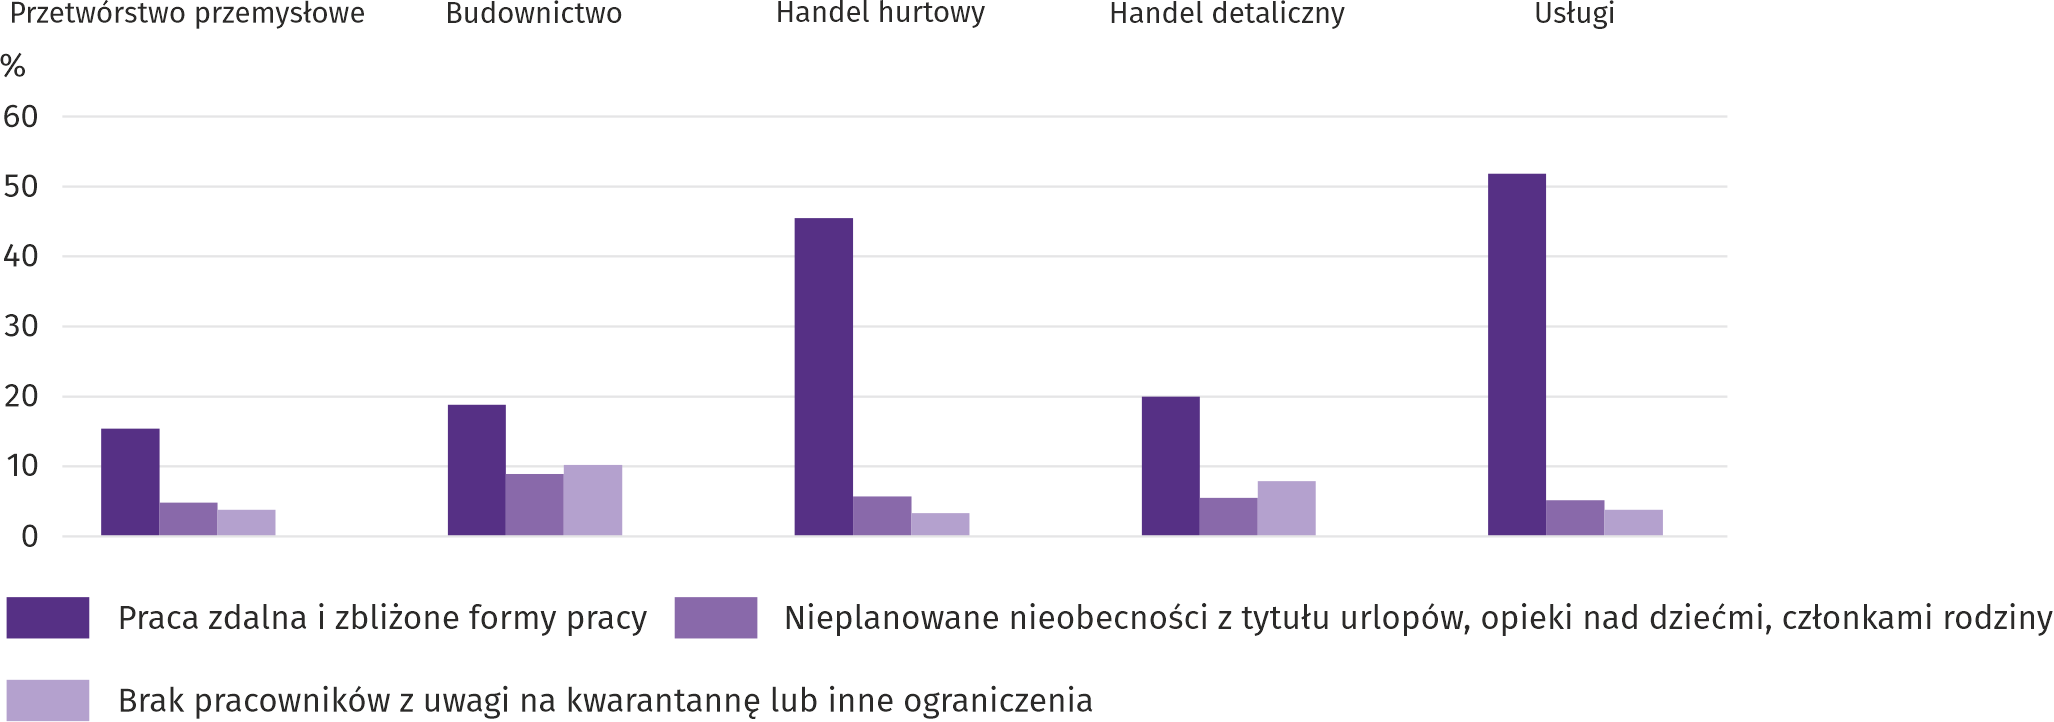 Przetwórstwo przemysłowe Budownictwo Handel hurtowy Handel detaliczny Usługi
%
60
50
40
30
20
10
0
Praca zdalna i zbliżone formy pracy Nieplanowane nieobecności z tytułu urlopów, opieki nad dziećmi, członkami rodziny
Brak pracowników z uwagi na kwarantannę lub inne ograniczenia